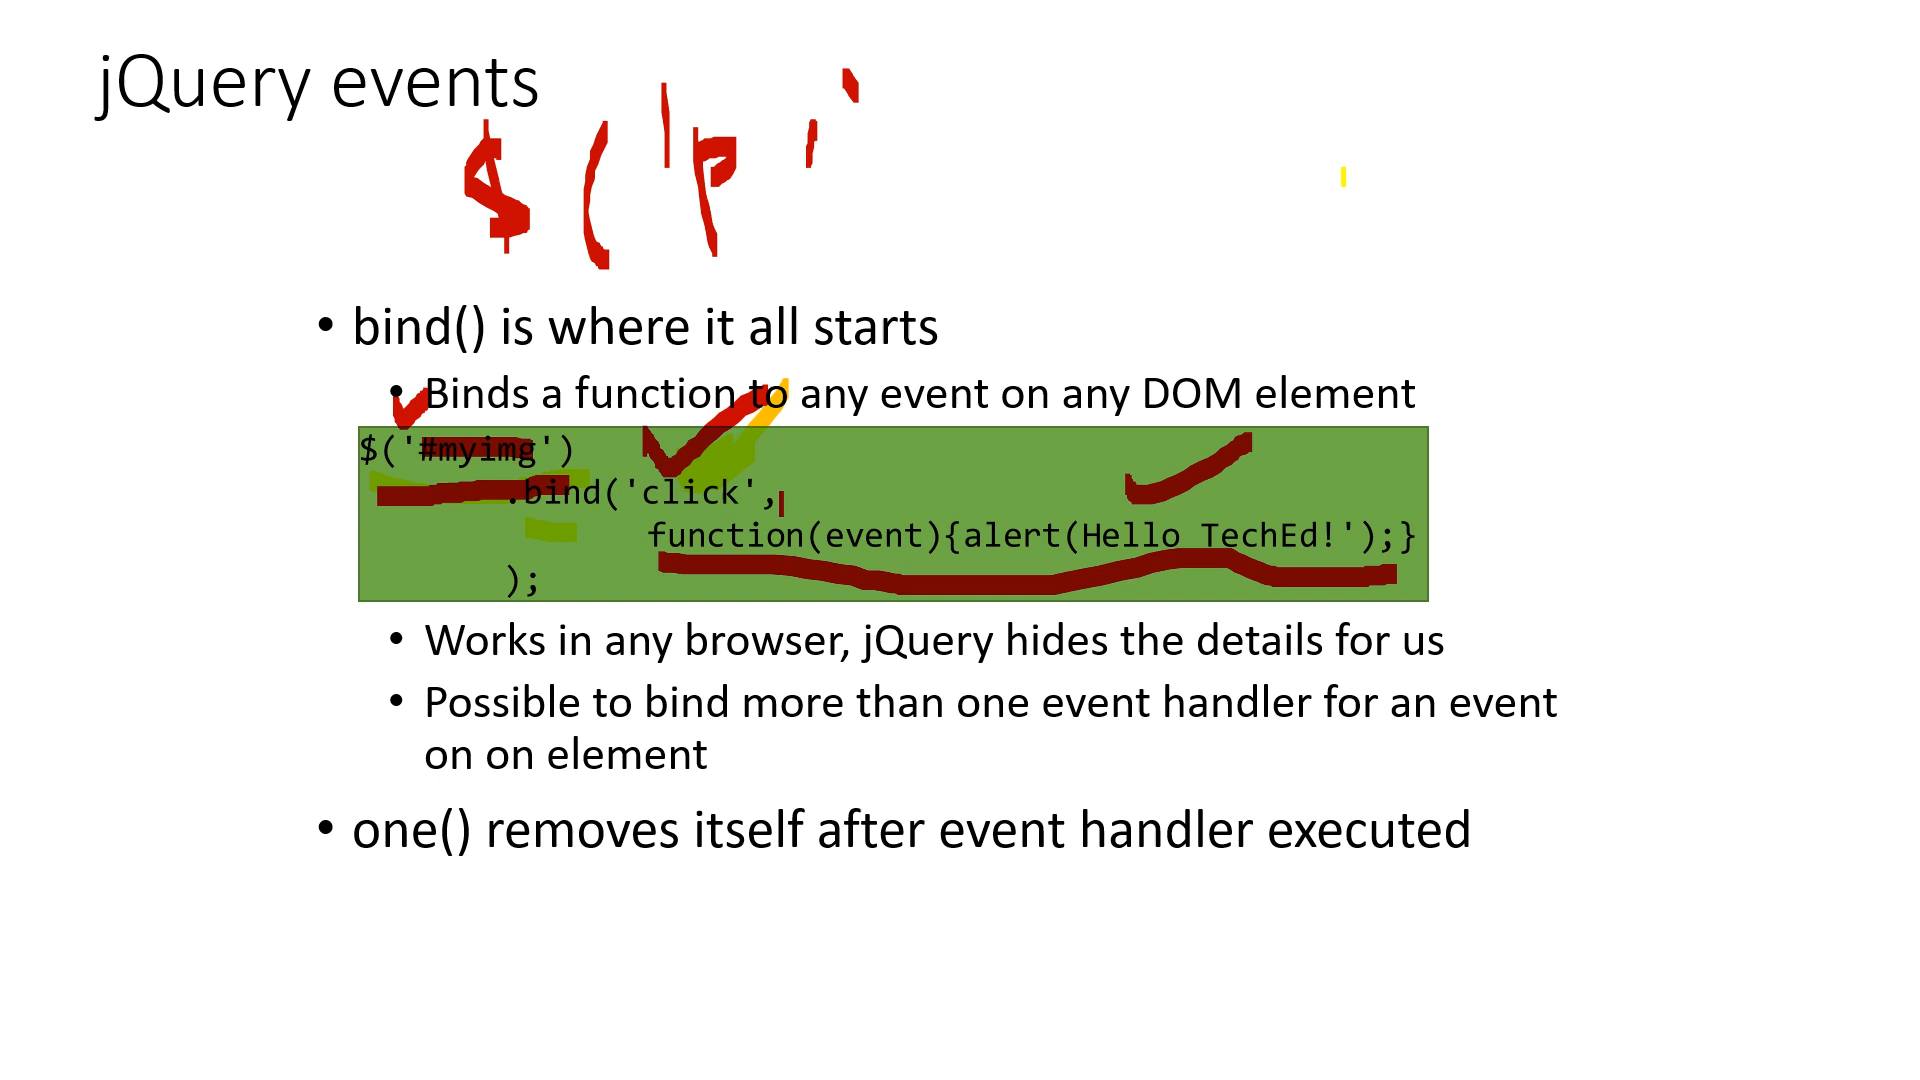 jQuery events
$ ( 'p '
• bind() is where it all starts
• Binds a function to any event on any DOM element
$('#myimg')
.bind('click',
function(event){alert(Hello TechEd!');}
);
• Works in any browser, jQuery hides the details for us
• Possible to bind more than one event handler for an event
on on element
• one() removes itself after event handler executed